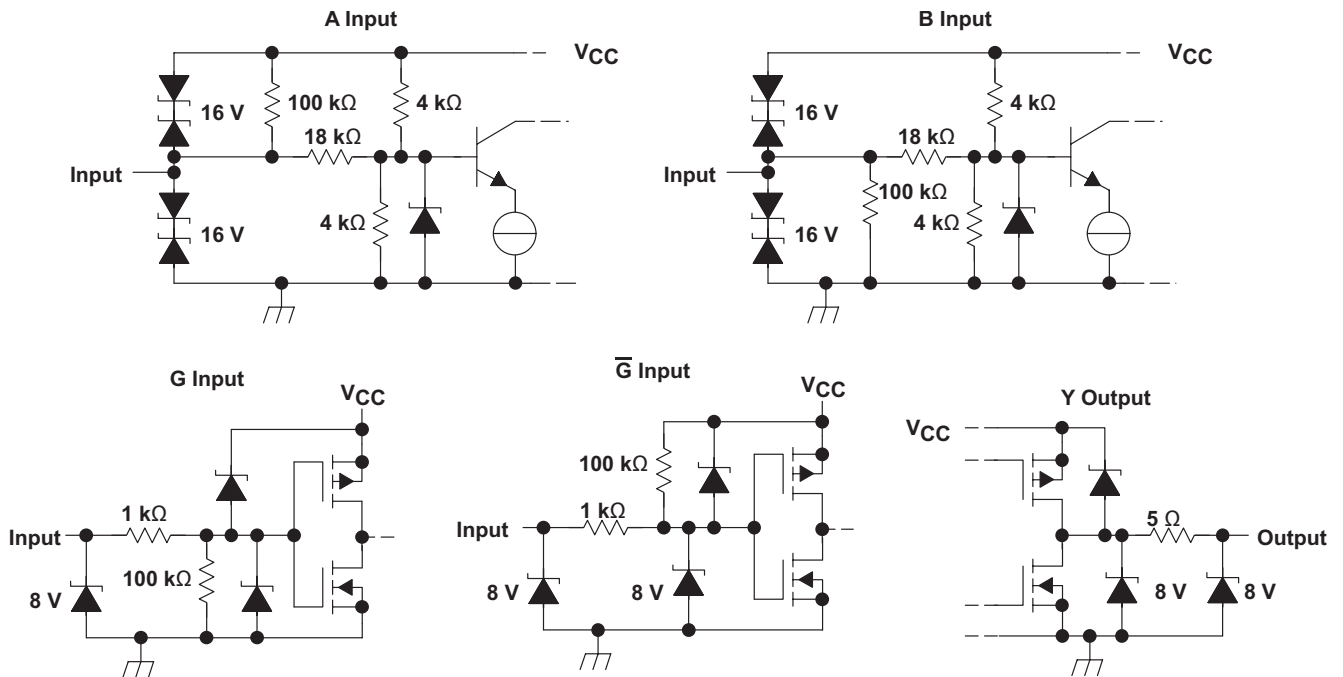 A Input
VCC
16 V
100 kΩ
4 kΩ
18 kΩ
Input
16 V
4 kΩ
B Input
VCC
16 V
4 kΩ
18 kΩ
Input
100 kΩ
16 V
4 kΩ
G Input
VCC
1 kΩ
Input
100 kΩ
8 V
G̅ Input
VCC
100 kΩ
1 kΩ
Input
8 V
8 V
Y Output
VCC
5 Ω
Output
8 V
8 V